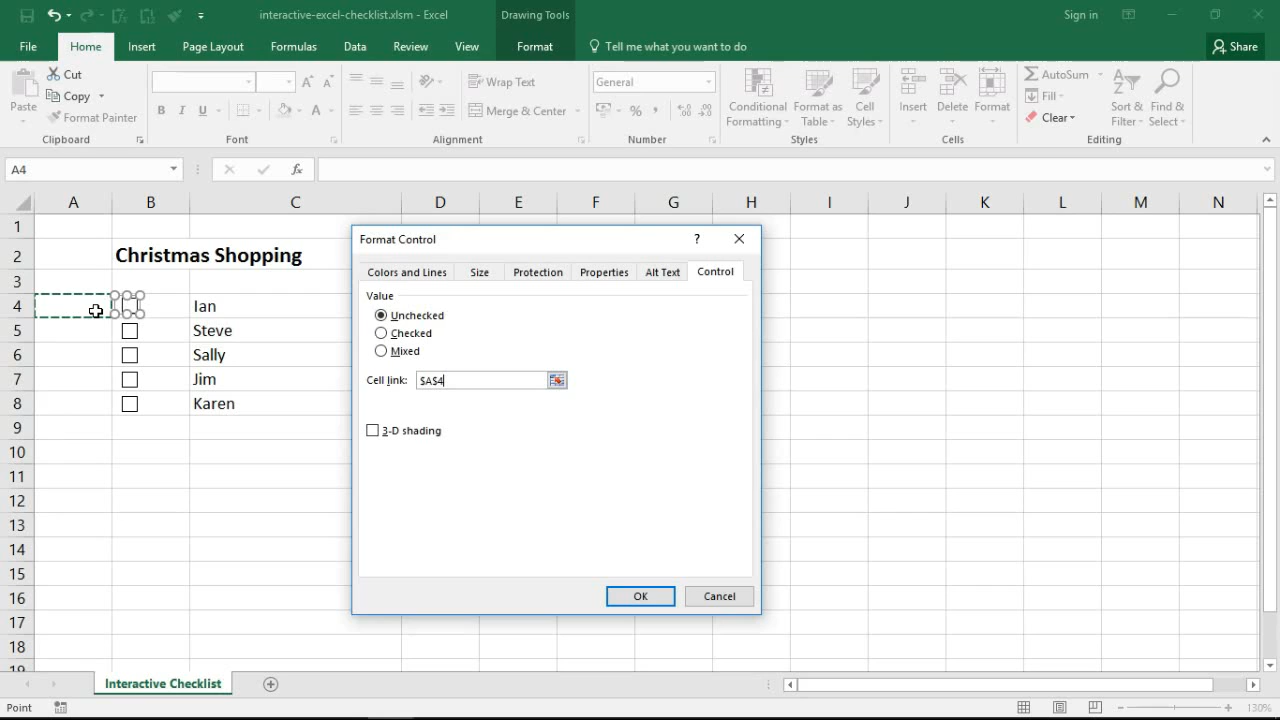 interactive-excel-checklist.xlsm - Excel
Drawing Tools
Sign in
File Home Insert Page Layout Formulas Data Review View Format Tell me what you want to do Share
Paste
Cut
Copy
Format Painter
Clipboard
B I U A
Font
Wrap Text
Merge & Center
Alignment
General
%
Number
Conditional Formatting
Format as Table
Cell Styles
Styles
Insert
Delete
Format
Cells
AutoSum
Fill
Clear
Sort & Filter
Find & Select
Editing
A4
fx
A B C D E F G H I J K L M N
1
2 Christmas Shopping
3
4 Ian
5 Steve
6 Sally
7 Jim
8 Karen
9
10
11
12
13
14
15
16
17
18
19
Format Control
?
Colors and Lines Size Protection Properties Alt Text Control
Value
Unchecked
Checked
Mixed
Cell link: $A$4
3-D shading
OK Cancel
Interactive Checklist
Point
130%